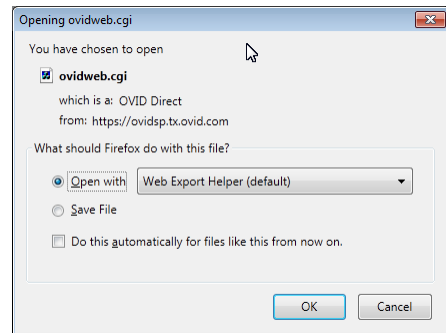 Opening ovidweb.cgi
You have chosen to open
ovidweb.cgi
which is a: OVID Direct
from: https://ovidsp.tx.ovid.com
What should Firefox do with this file?
Open with Web Export Helper (default)
Save File
Do this automatically for files like this from now on.
OK Cancel